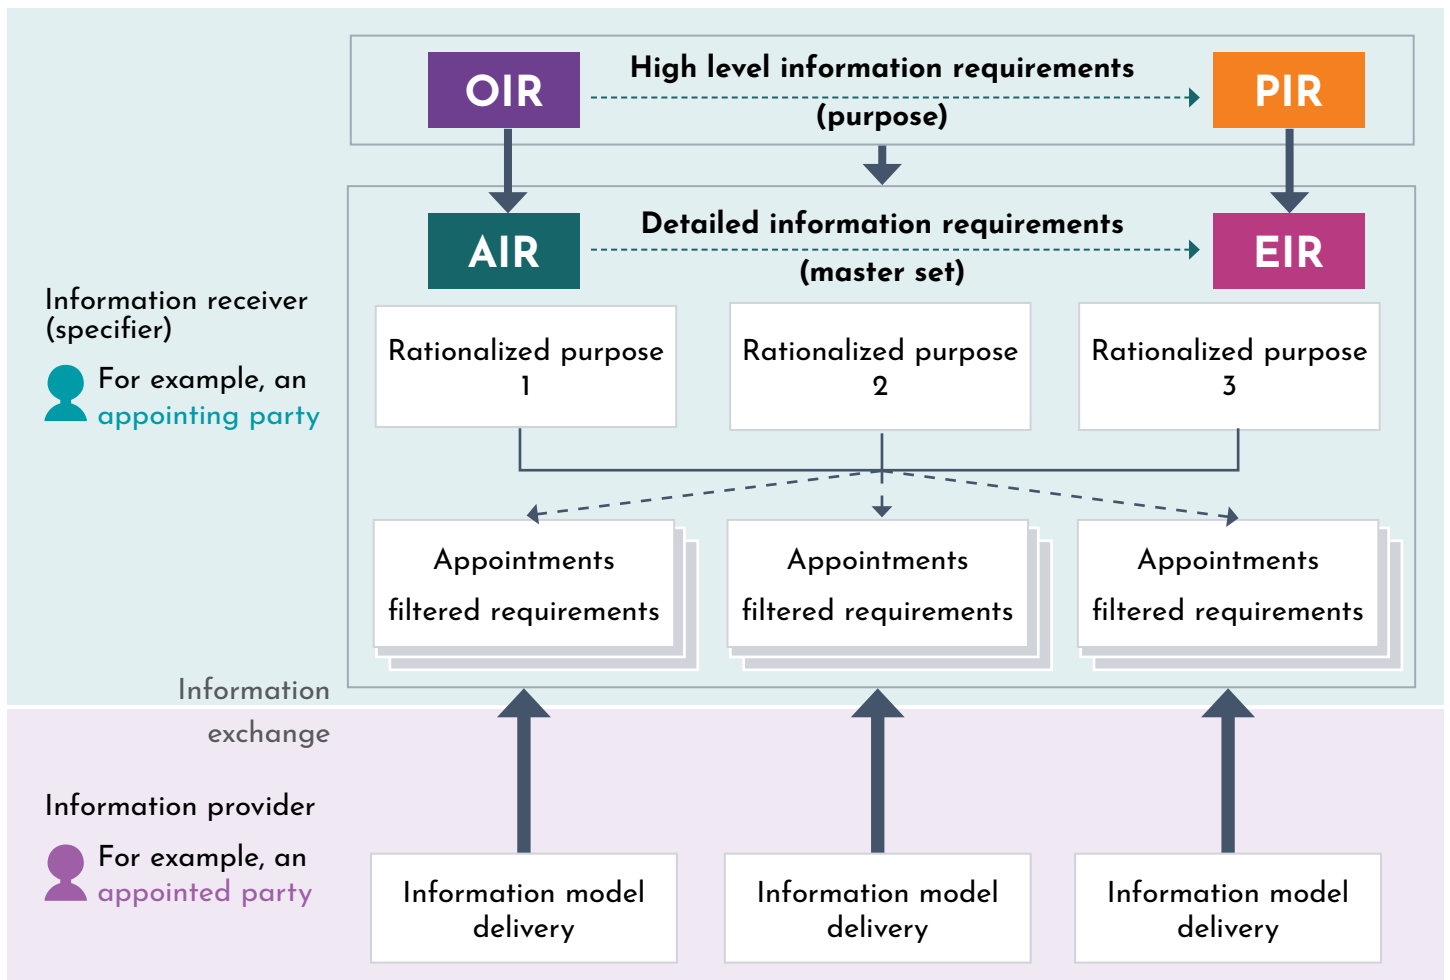 OIR
High level information requirements
(purpose)
PIR
AIR
Detailed information requirements
(master set)
EIR
Information receiver
(specifier)
For example, an
appointing party
Rationalized purpose
1
Rationalized purpose
2
Rationalized purpose
3
Appointments
filtered requirements
Appointments
filtered requirements
Appointments
filtered requirements
Information
exchange
Information provider
For example, an
appointed party
Information model
delivery
Information model
delivery
Information model
delivery